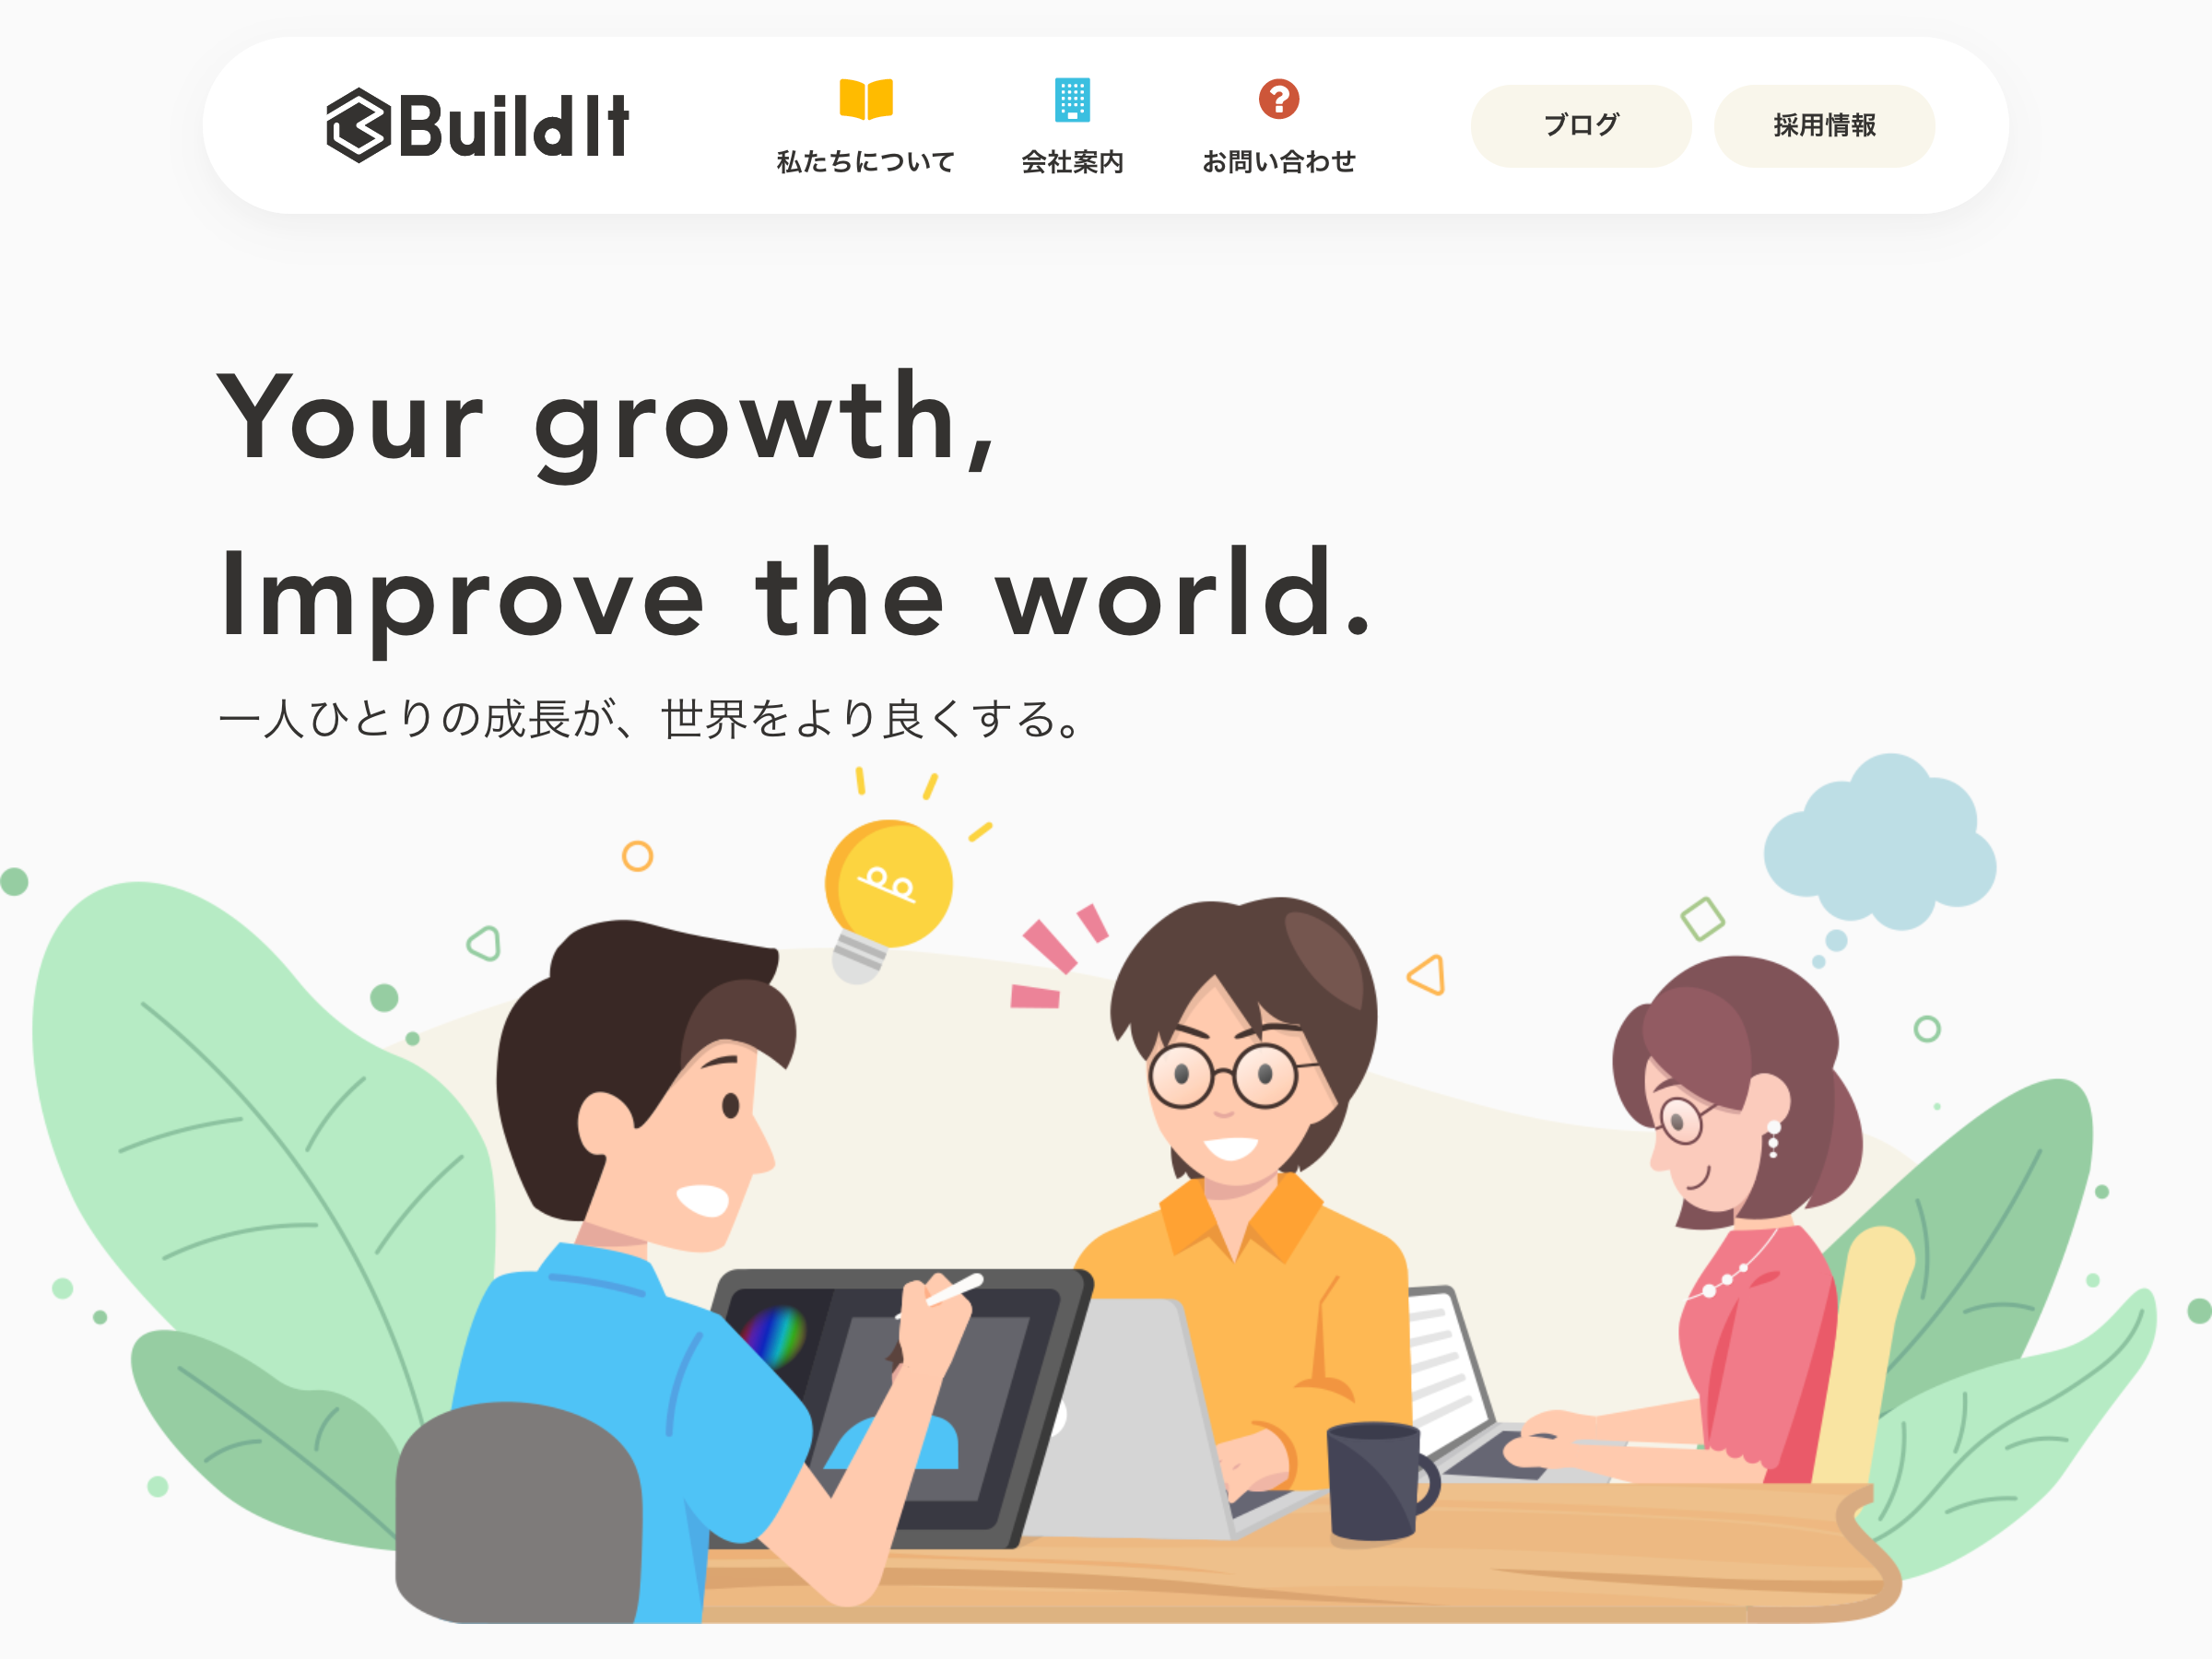 BuildIt
私たちについて
会社案内
お問い合わせ
ブログ
採用情報
Your growth,
Improve the world.
一人ひとりの成長が、世界をより良くする。